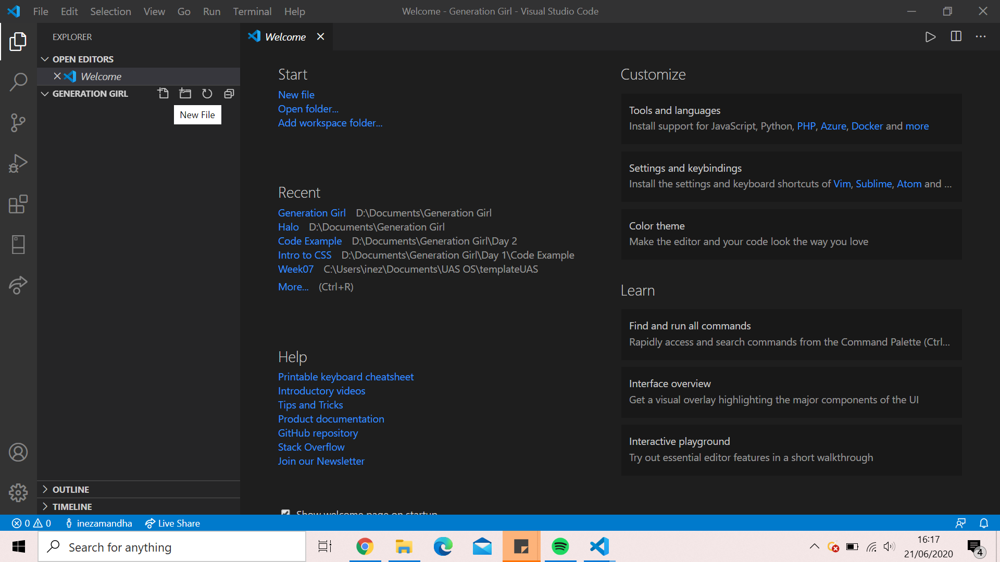 File Edit Selection View Go Run Terminal Help
Welcome - Generation Girl - Visual Studio Code
EXPLORER
OPEN EDITORS
Welcome
GENERATION GIRL
New File
OUTLINE
TIMELINE
Welcome
Start
New file
Open folder...
Add workspace folder...
Recent
Generation Girl D:\Documents\Generation Girl
Halo D:\Documents\Generation Girl
Code Example D:\Documents\Generation Girl\Day 2
Intro to CSS D:\Documents\Generation Girl\Day 1\Code Example
Week07 C:\Users\inez\Documents\UAS OS\templateUAS
More... (Ctrl+R)
Help
Printable keyboard cheatsheet
Introductory videos
Tips and Tricks
Product documentation
GitHub repository
Stack Overflow
Join our Newsletter
Show welcome page on startup
Customize
Tools and languages
Install support for JavaScript, Python, PHP, Azure, Docker and more
Settings and keybindings
Install the settings and keyboard shortcuts of Vim, Sublime, Atom and ...
Color theme
Make the editor and your code look the way you love
Learn
Find and run all commands
Rapidly access and search commands from the Command Palette (Ctrl...
Interface overview
Get a visual overlay highlighting the major components of the UI
Interactive playground
Try out essential editor features in a short walkthrough
0 0 inezamandha Live Share
Search for anything
16:17
21/06/2020
4